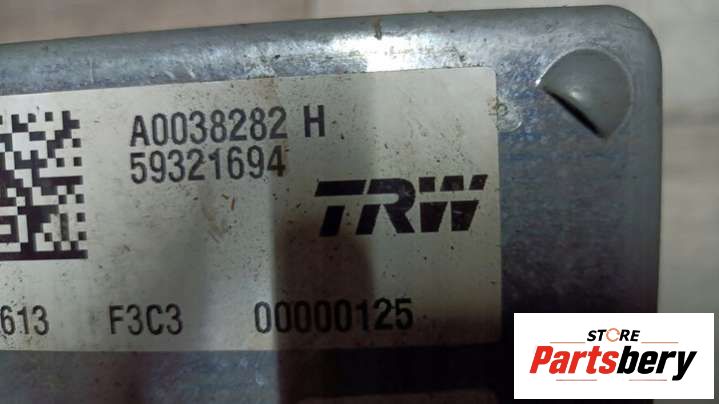 A0038282 H
59321694
TRW
613 F3C3 00000125
STORE
Partsbery